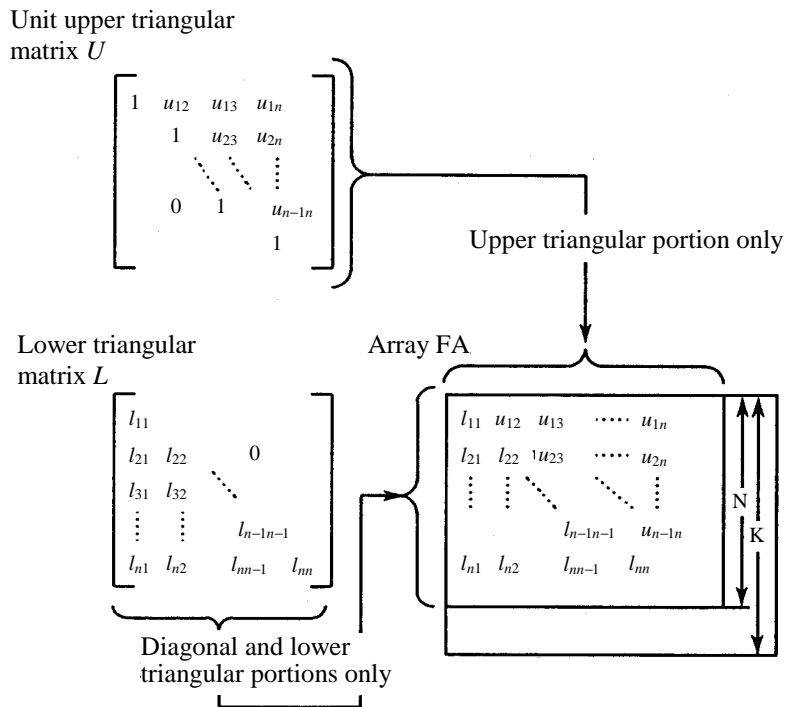 Unit upper triangular
matrix U
1 u12 u13 u1n
1 u23 u2n
0 1 un−1n
1
Upper triangular portion only
Lower triangular
matrix L
l11
l21 l22 0
l31 l32
ln−1n−1
ln1 ln2 lnn−1 lnn
Diagonal and lower
triangular portions only
Array FA
l11 u12 u13 u1n
l21 l22 u23 u2n
ln−1n−1 un−1n
ln1 ln2 lnn−1 lnn
N
K